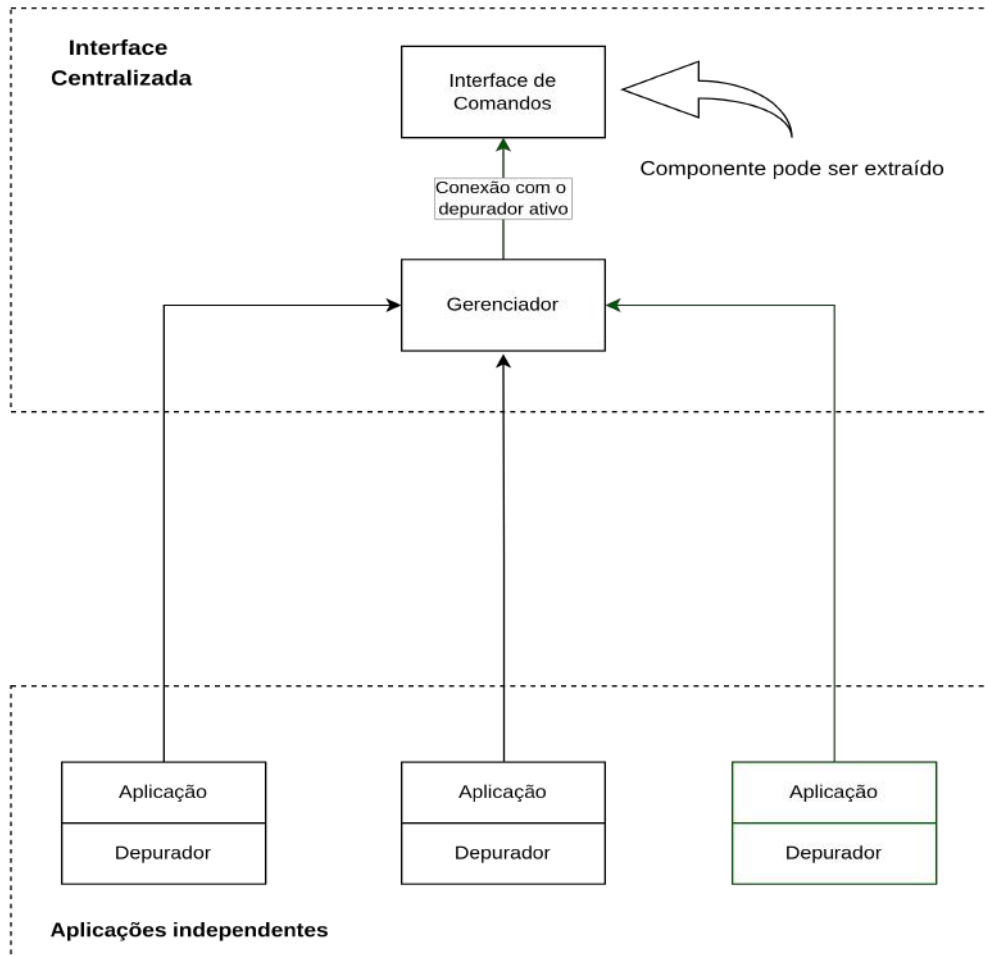 Interface
Centralizada
Interface de
Comandos
Componente pode ser extraído
Conexão com o
depurador ativo
Gerenciador
Aplicação
Aplicação
Aplicação
Depurador
Depurador
Depurador
Aplicações independentes